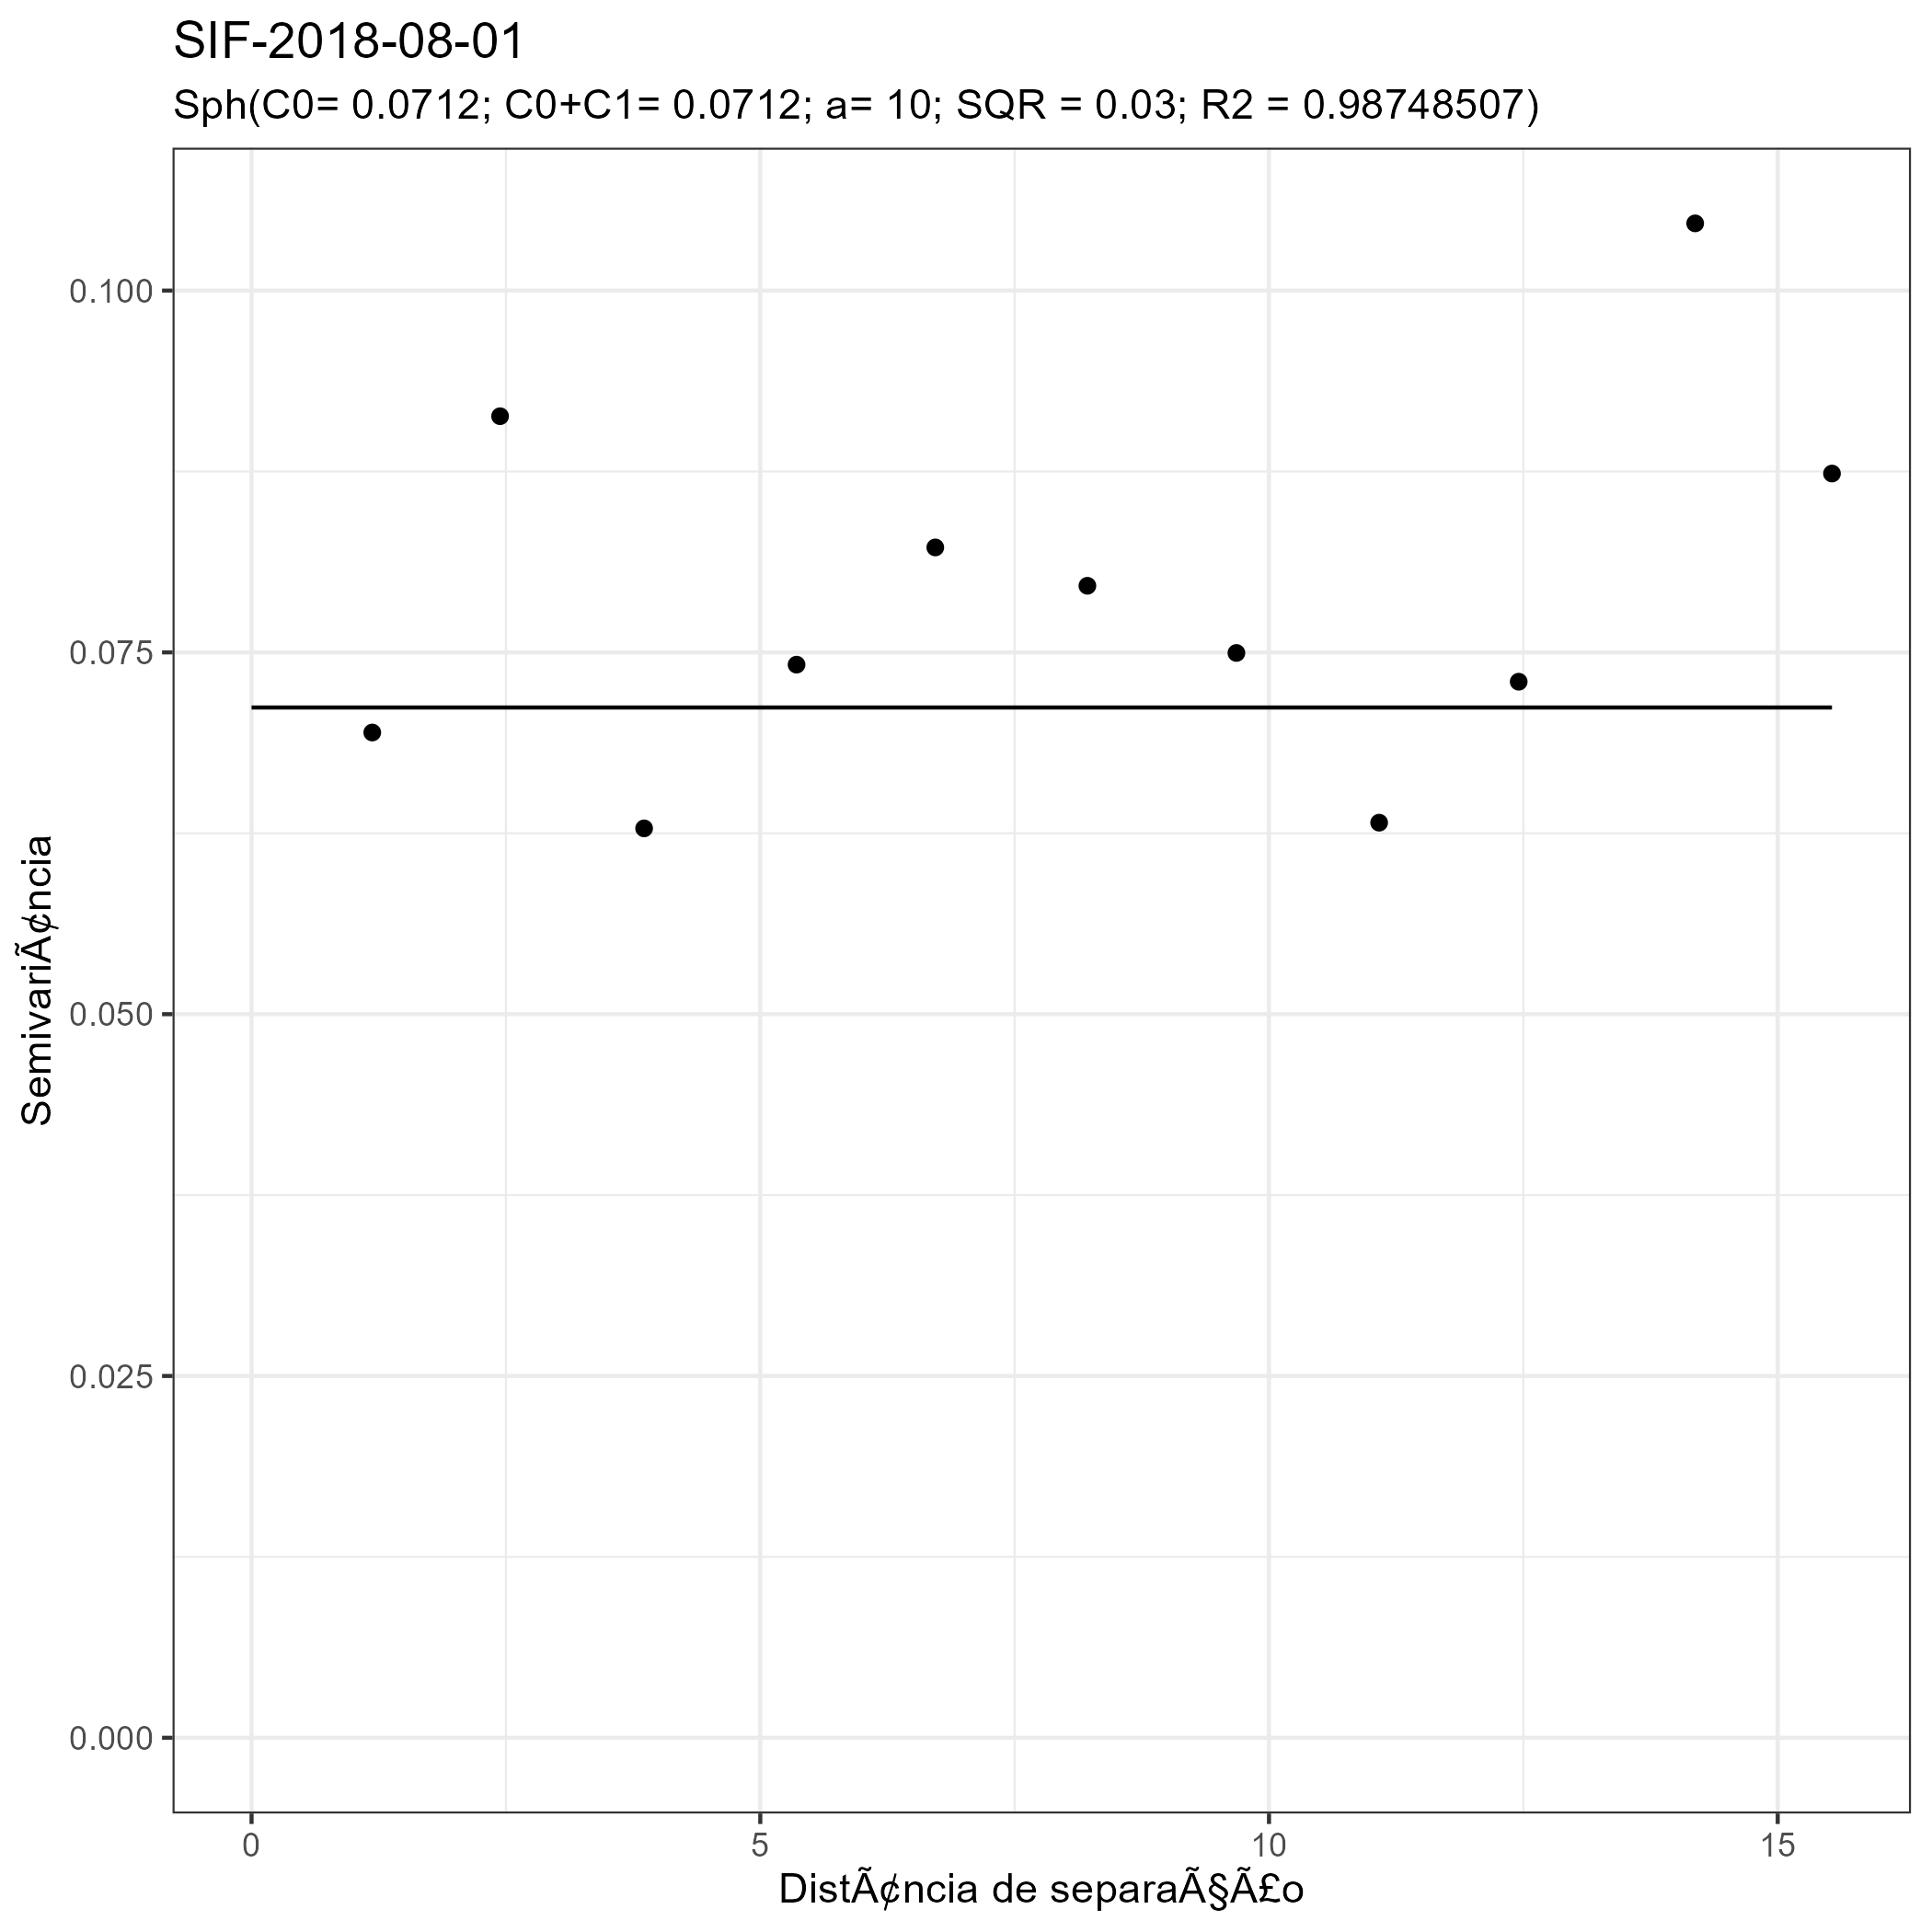 SIF-2018-08-01
Sph(C0= 0.0712; C0+C1= 0.0712; a= 10; SQR = 0.03; R2 = 0.98748507)
0.100
0.075
0.050
0.025
0.000
SemivariÃ¢ncia
0 5 10 15
DistÃ¢ncia de separaÃ§Ã£o